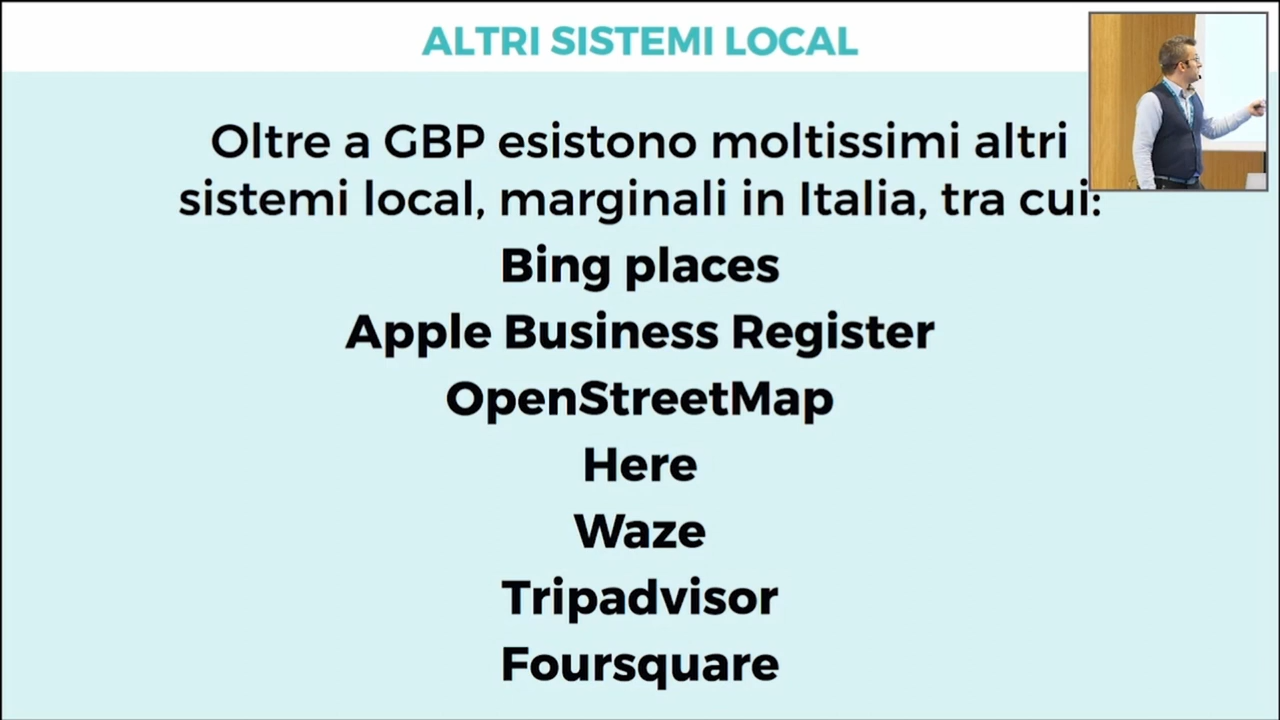 ALTRI SISTEMI LOCAL
Oltre a GBP esistono moltissimi altri
sistemi local, marginali in Italia, tra cui:
Bing places
Apple Business Register
OpenStreetMap
Here
Waze
Tripadvisor
Foursquare